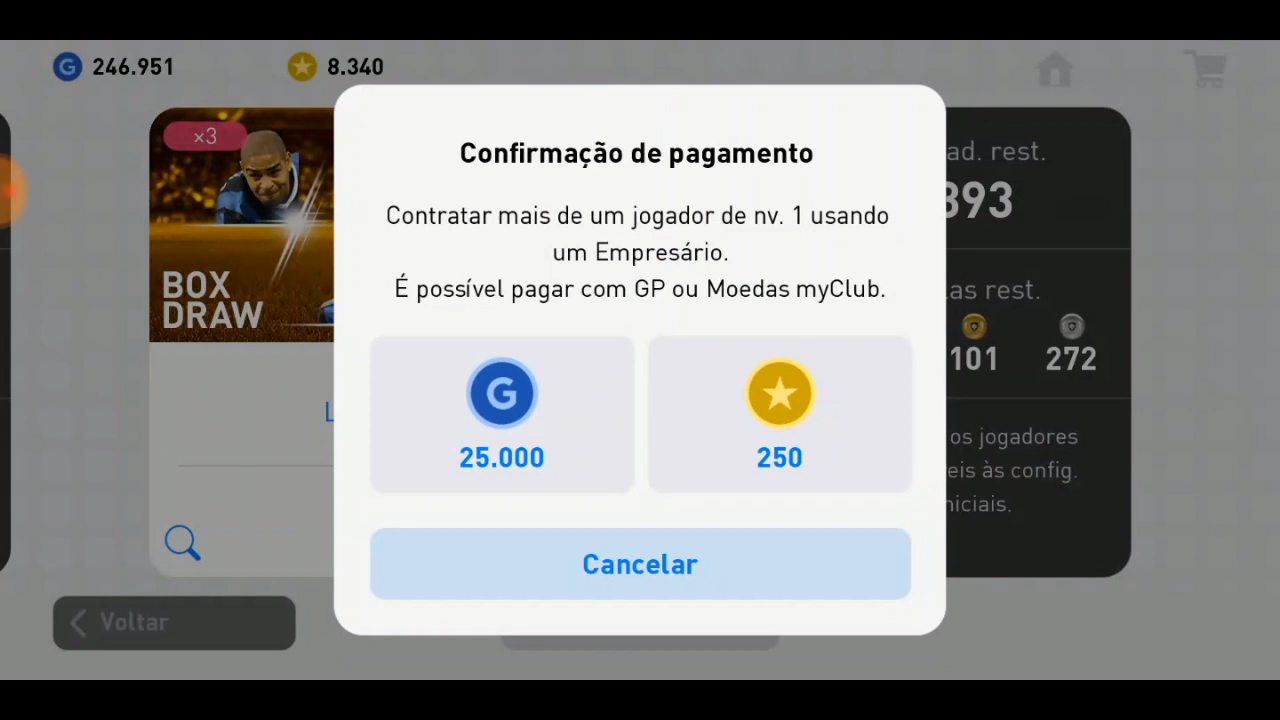 G 246.951
8.340
×3
BOX
DRAW
Confirmação de pagamento
Contratar mais de um jogador de nv. 1 usando
um Empresário.
É possível pagar com GP ou Moedas myClub.
G
25.000
250
Cancelar
ad. rest.
393
as rest.
101 272
os jogadores
eis às config.
niciais.
Voltar